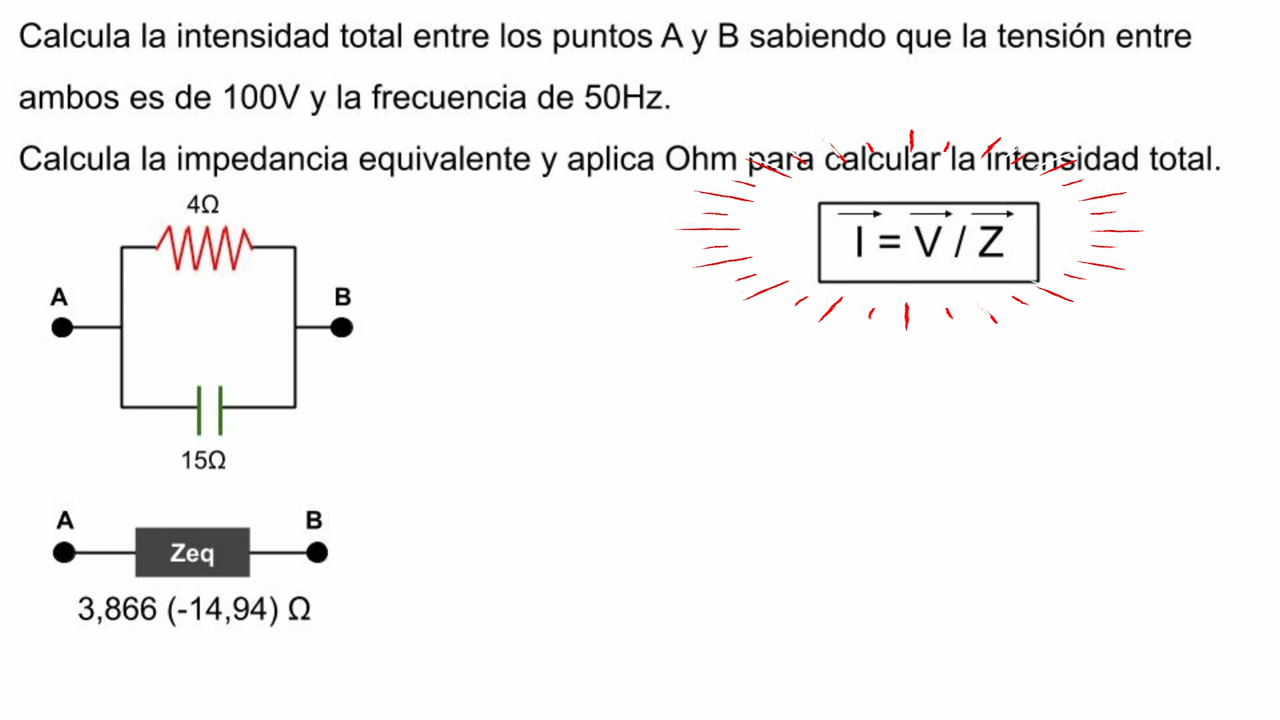 Calcula la intensidad total entre los puntos A y B sabiendo que la tensión entre
ambos es de 100V y la frecuencia de 50Hz.
Calcula la impedancia equivalente y aplica Ohm para calcular la intensidad total.
4Ω
I = V / Z
A
B
15Ω
A
B
Zeq
3,866 (-14,94) Ω